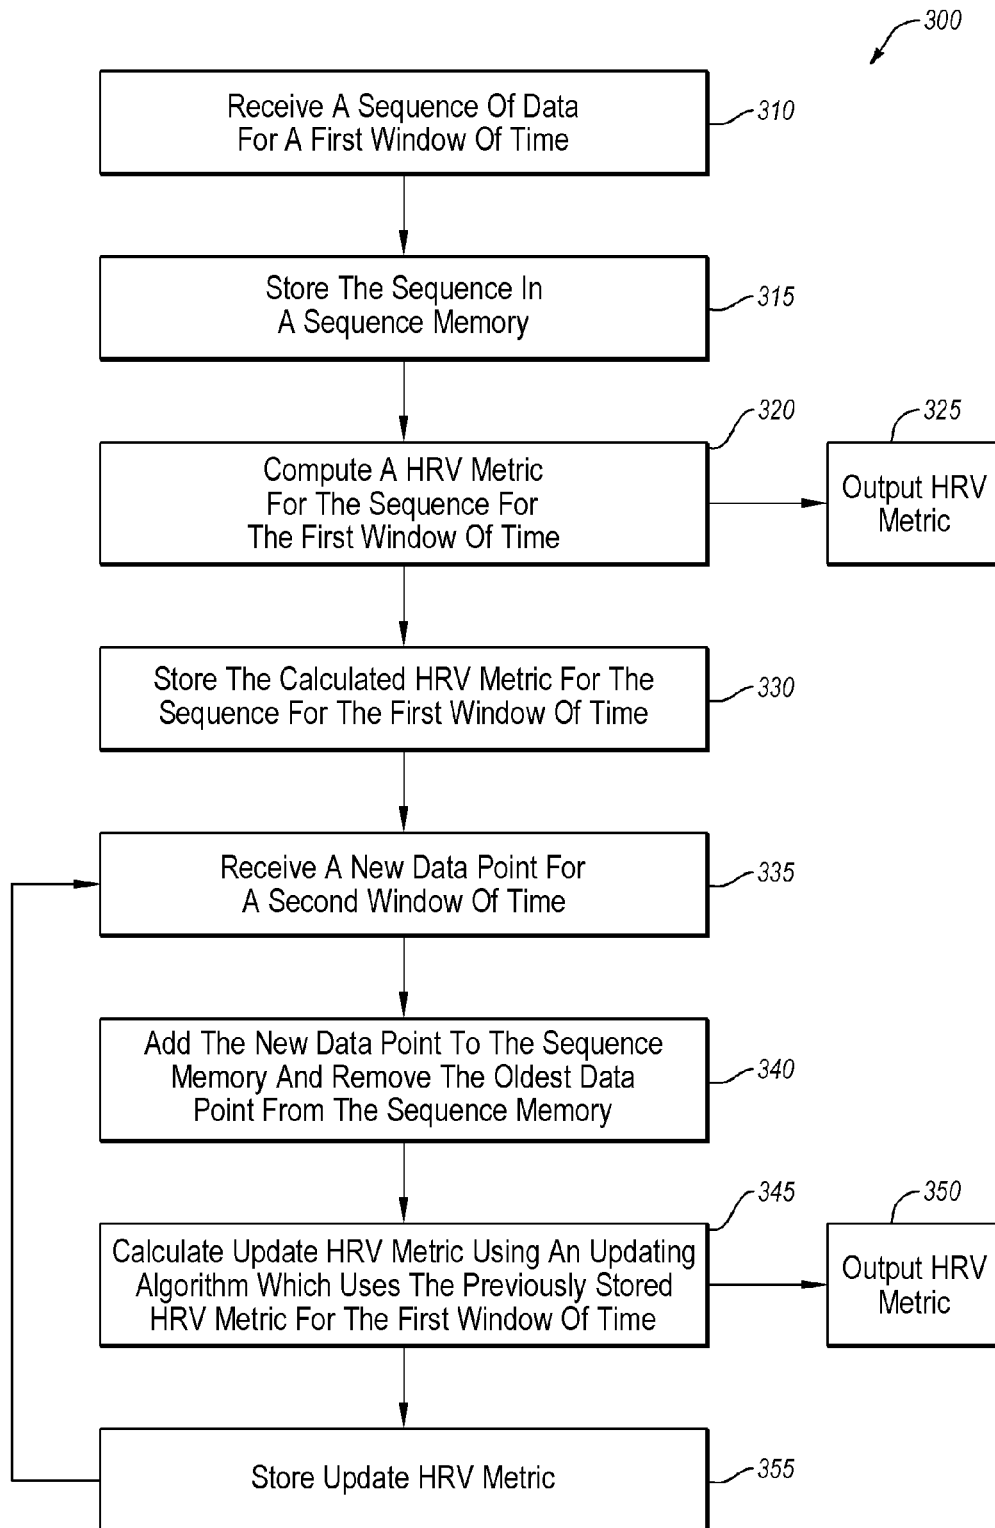 300
Receive A Sequence Of Data
For A First Window Of Time
310
Store The Sequence In
A Sequence Memory
315
Compute A HRV Metric
For The Sequence For
The First Window Of Time
320
Output HRV
Metric
325
Store The Calculated HRV Metric For The
Sequence For The First Window Of Time
330
Receive A New Data Point For
A Second Window Of Time
335
Add The New Data Point To The Sequence
Memory And Remove The Oldest Data
Point From The Sequence Memory
340
Calculate Update HRV Metric Using An Updating
Algorithm Which Uses The Previously Stored
HRV Metric For The First Window Of Time
345
Output HRV
Metric
350
Store Update HRV Metric
355